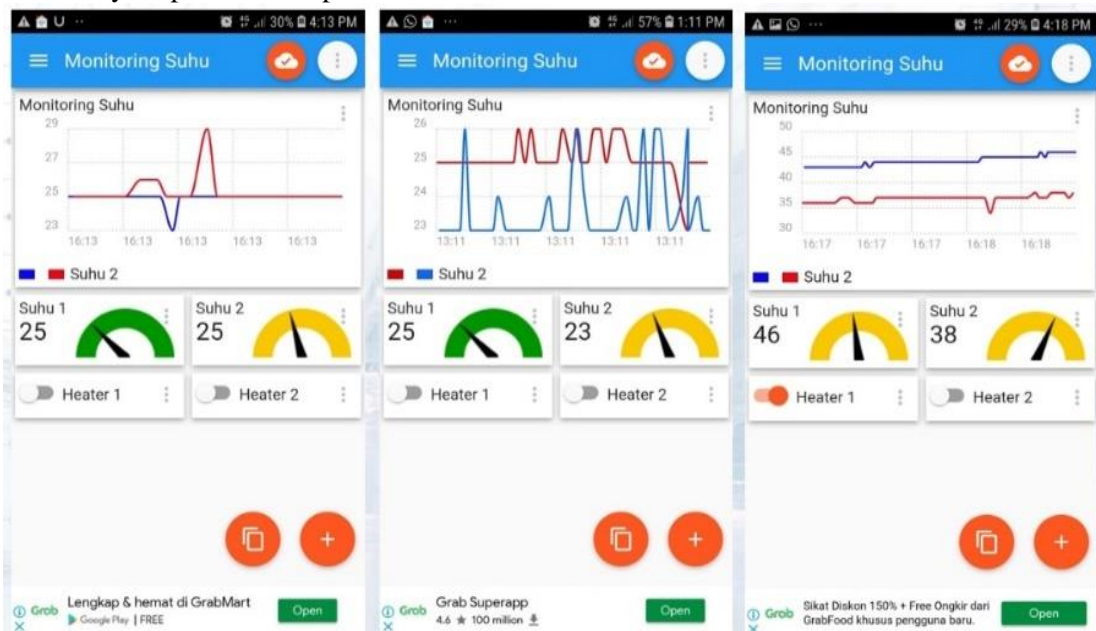 30% 4:13 PM
Monitoring Suhu
Monitoring Suhu
29
27
25
23
16:13 16:13 16:13 16:13 16:13
Suhu 2
Suhu 1
25
Suhu 2
25
Heater 1
Heater 2
Grab
Lengkap & hemat di GrabMart
Google Play | FREE
Open
57% 1:11 PM
Monitoring Suhu
Monitoring Suhu
26
25
24
23
13:11 13:11 13:11 13:11 13:11
Suhu 2
Suhu 1
25
Suhu 2
23
Heater 1
Heater 2
Grab
Grab Superapp
4.6 ★ 100 million
Open
29% 4:18 PM
Monitoring Suhu
Monitoring Suhu
50
45
40
35
30
16:17 16:17 16:17 16:18 16:18
Suhu 2
Suhu 1
46
Suhu 2
38
Heater 1
Heater 2
Grab
Sikat Diskon 150% + Free Ongkir dari
GrabFood khusus pengguna baru.
Open